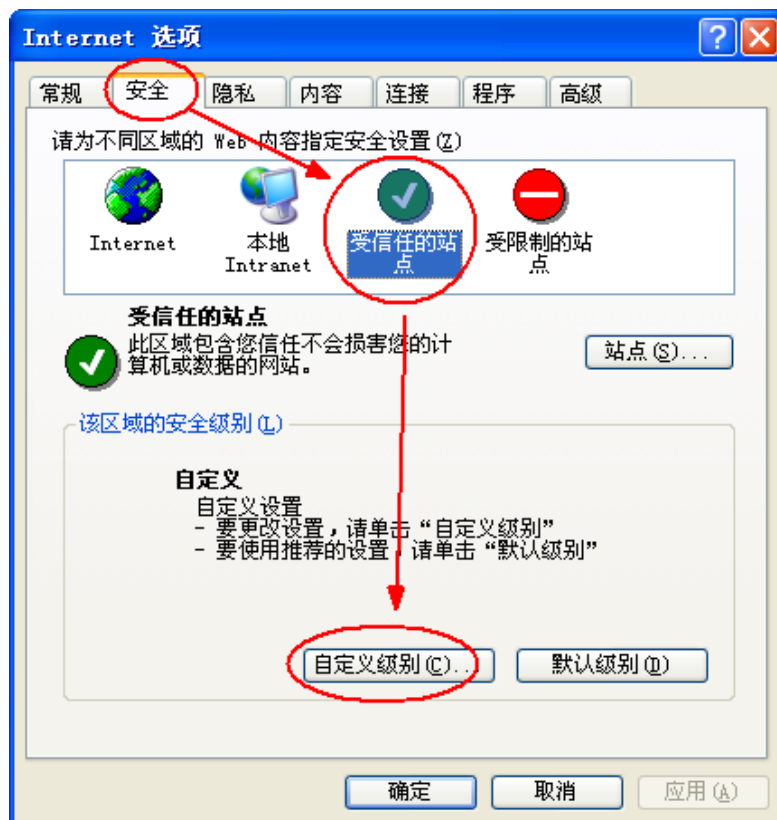 Internet 选项
常规 安全 隐私 内容 连接 程序 高级
请为不同区域的 Web 内容指定安全设置(Z)
Internet
本地
Intranet
受信任的站
点
受限制的站
点
受信任的站点
此区域包含您信任不会损害您的计
算机或数据的网站。
站点(S)...
该区域的安全级别(L)
自定义
自定义设置
- 要更改设置，请单击“自定义级别”
- 要使用推荐的设置，请单击“默认级别”
自定义级别(C)... 默认级别(D)
确定 取消 应用(A)